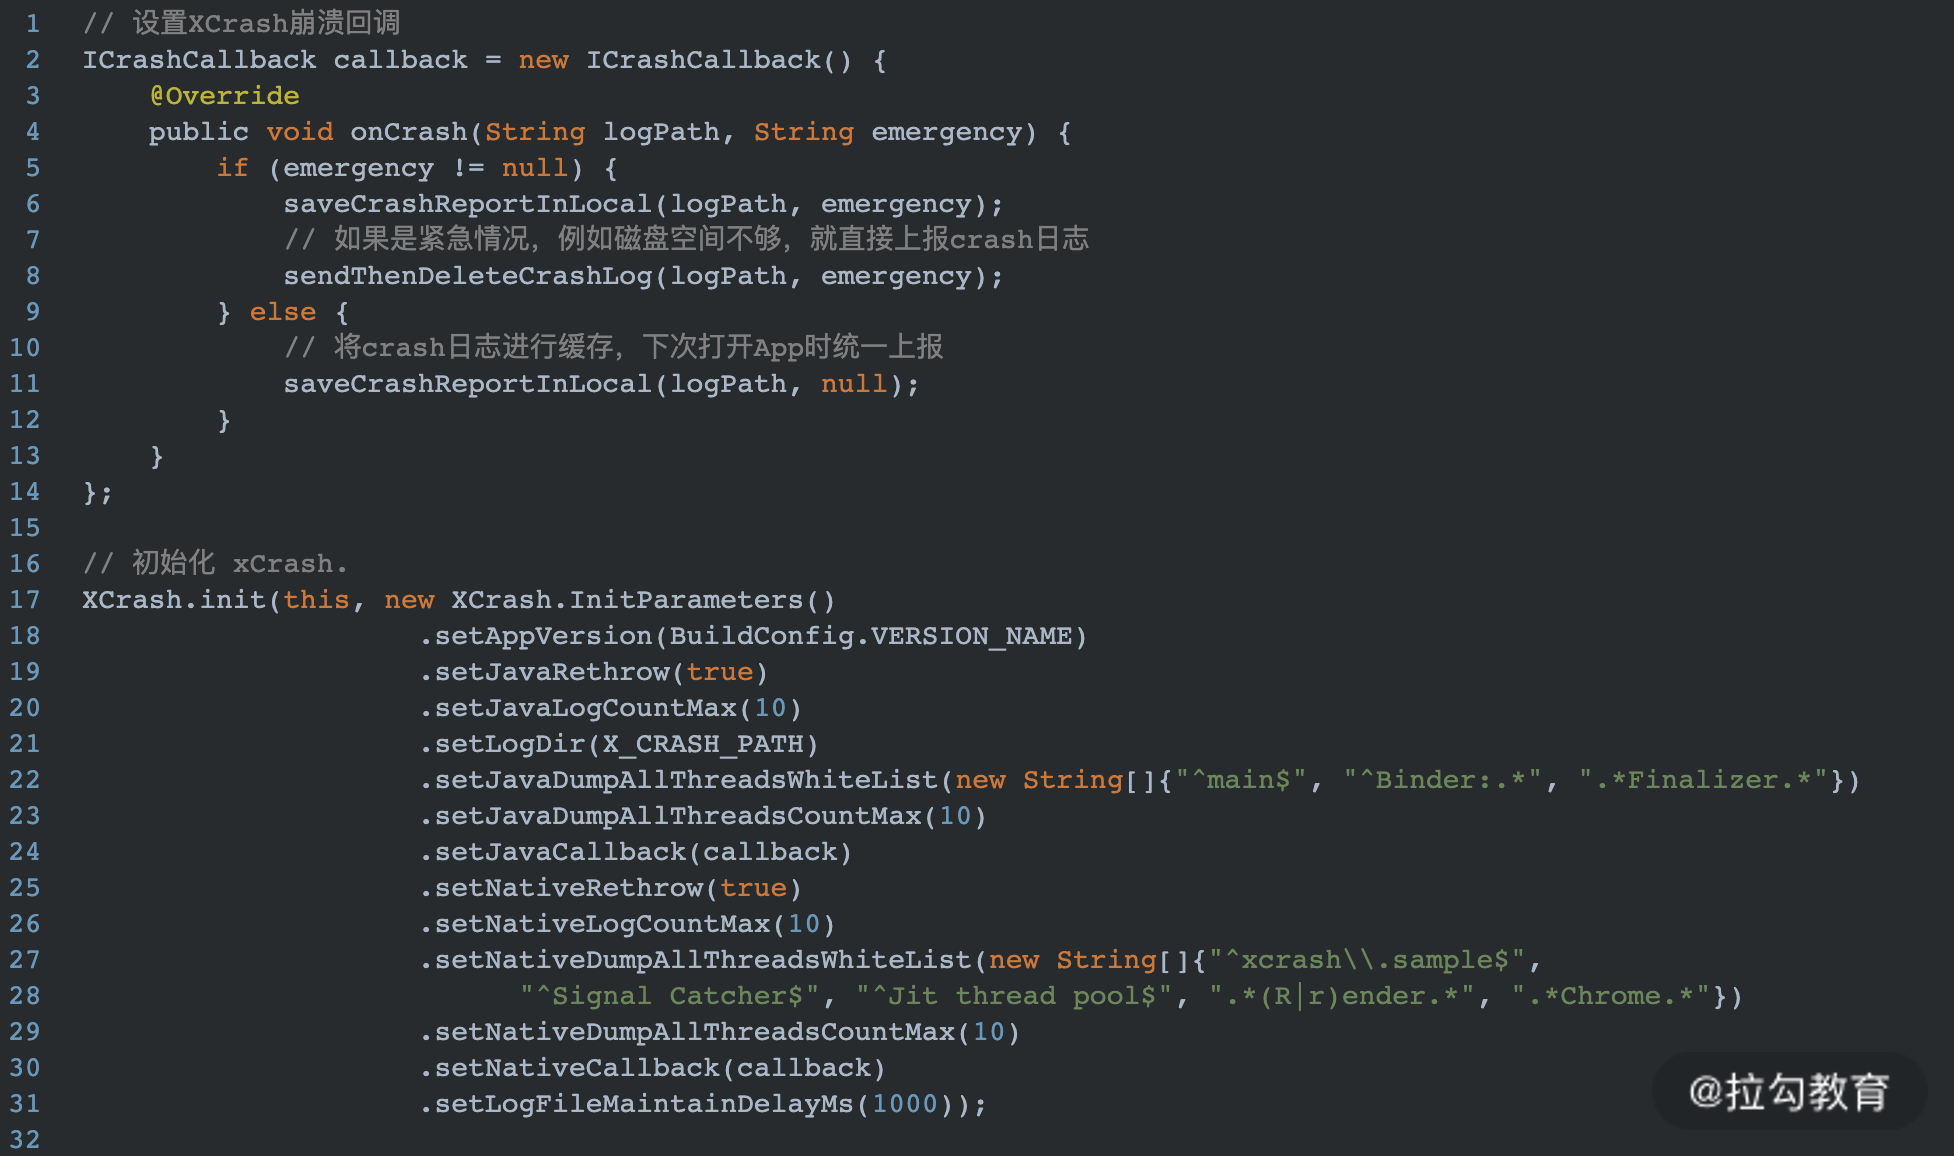 1 // 设置XCrash崩溃回调
2 ICrashCallback callback = new ICrashCallback() {
3     @Override
4     public void onCrash(String logPath, String emergency) {
5         if (emergency != null) {
6             saveCrashReportInLocal(logPath, emergency);
7             // 如果是紧急情况，例如磁盘空间不够，就直接上报crash日志
8             sendThenDeleteCrashLog(logPath, emergency);
9         } else {
10             // 将crash日志进行缓存，下次打开App时统一上报
11             saveCrashReportInLocal(logPath, null);
12         }
13     }
14 };
15
16 // 初始化 xCrash.
17 XCrash.init(this, new XCrash.InitParameters()
18                     .setAppVersion(BuildConfig.VERSION_NAME)
19                     .setJavaRethrow(true)
20                     .setJavaLogCountMax(10)
21                     .setLogDir(X_CRASH_PATH)
22                     .setJavaDumpAllThreadsWhiteList(new String[]{"^main$", "^Binder:.*", ".*Finalizer.*"})
23                     .setJavaDumpAllThreadsCountMax(10)
24                     .setJavaCallback(callback)
25                     .setNativeRethrow(true)
26                     .setNativeLogCountMax(10)
27                     .setNativeDumpAllThreadsWhiteList(new String[]{"^xcrash\\.sample$",
28                           "^Signal Catcher$", "^Jit thread pool$", ".*(R|r)ender.*", ".*Chrome.*"})
29                     .setNativeDumpAllThreadsCountMax(10)
30                     .setNativeCallback(callback)
31                     .setLogFileMaintainDelayMs(1000));
32
@拉勾教育